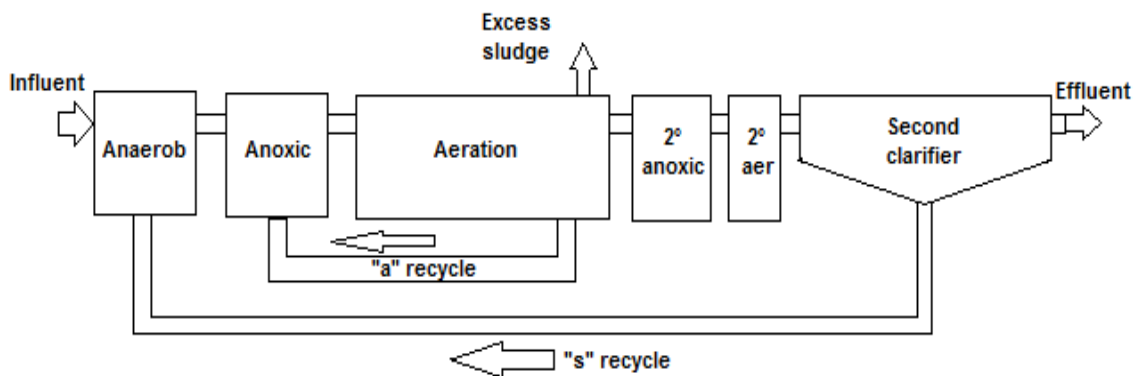 Excess
sludge
Influent
Effluent
Anaerob
Anoxic
Aeration
2º
anoxic
2º
aer
Second
clarifier
"a" recycle
"s" recycle